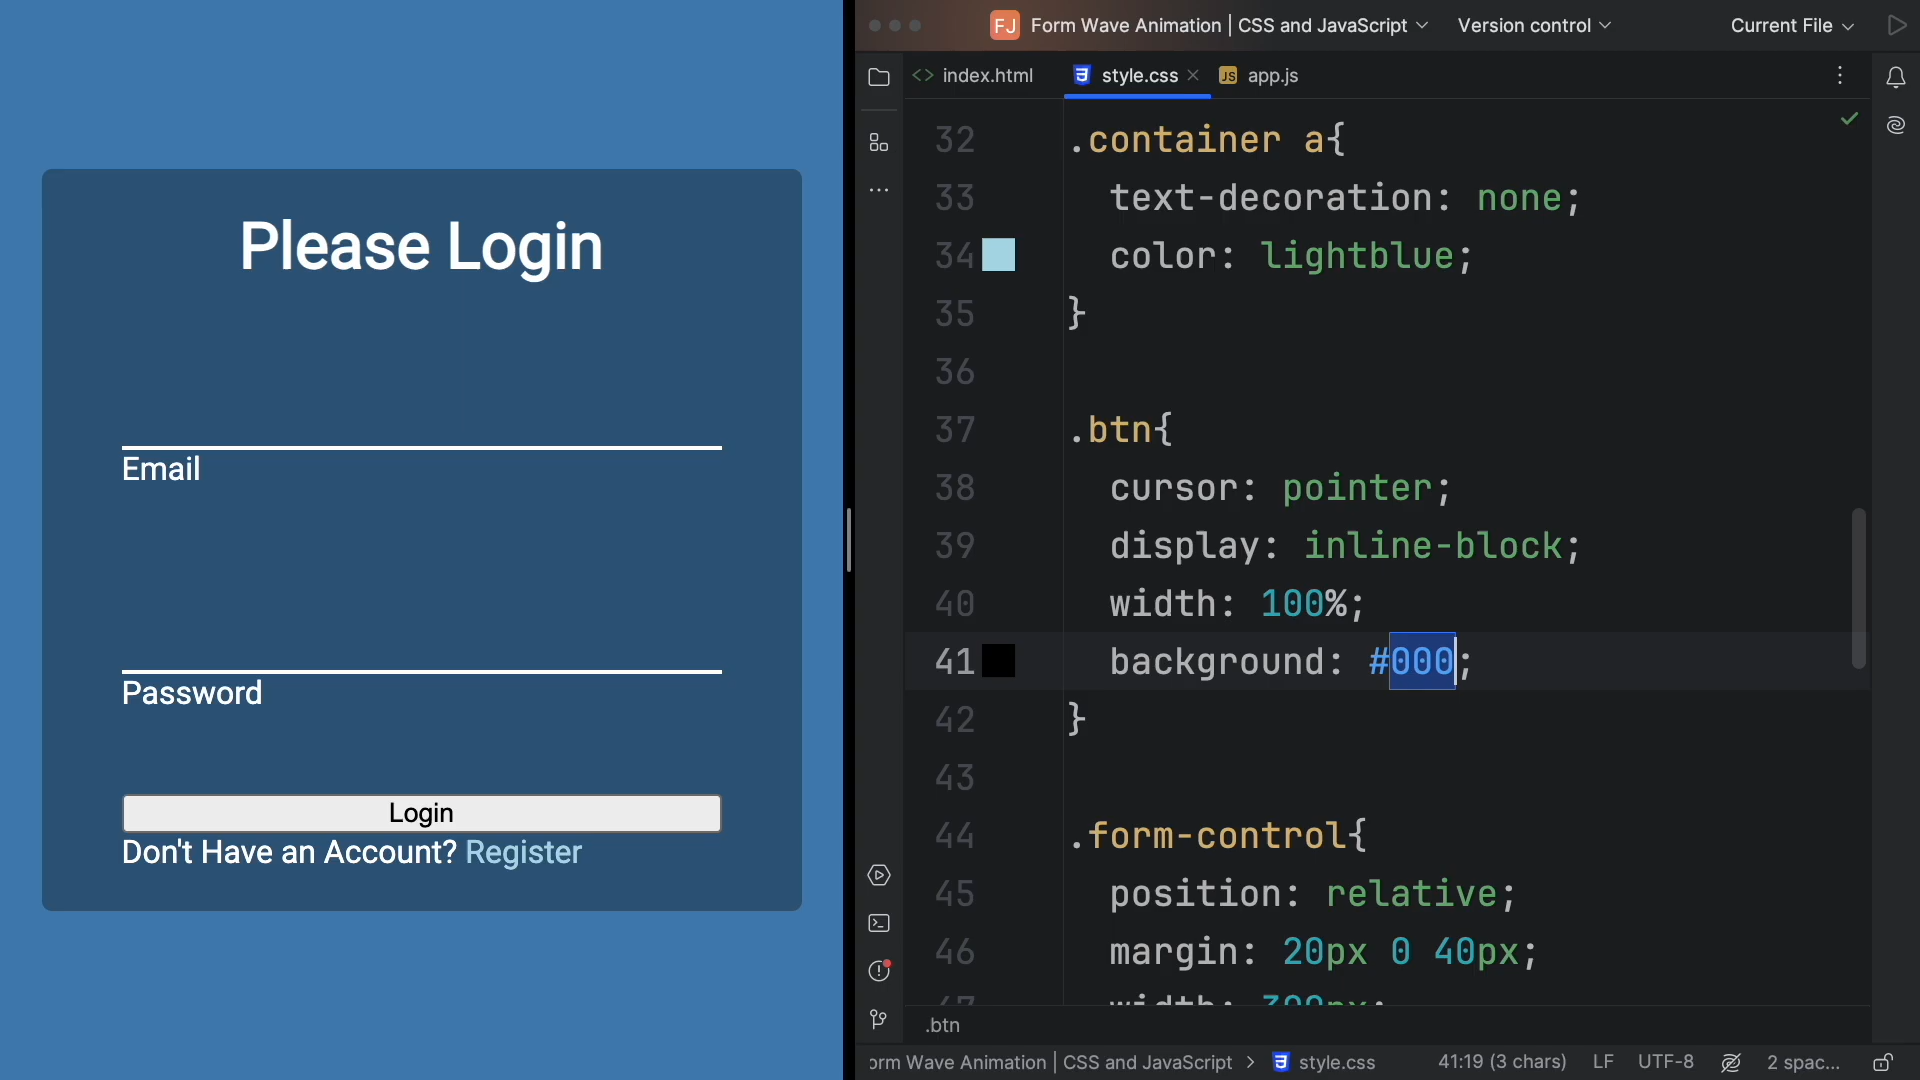 Please Login
Email
Password
Login
Don't Have an Account? Register
FJ Form Wave Animation | CSS and JavaScript Version control Current File
index.html style.css app.js
32 .container a{
33 text-decoration: none;
34 color: lightblue;
35 }
36
37 .btn{
38 cursor: pointer;
39 display: inline-block;
40 width: 100%;
41 background: #000;
42 }
43
44 .form-control{
45 position: relative;
46 margin: 20px 0 40px;
47 width: 300px;
.btn
orm Wave Animation | CSS and JavaScript > style.css 41:19 (3 chars) LF UTF-8 2 spac...